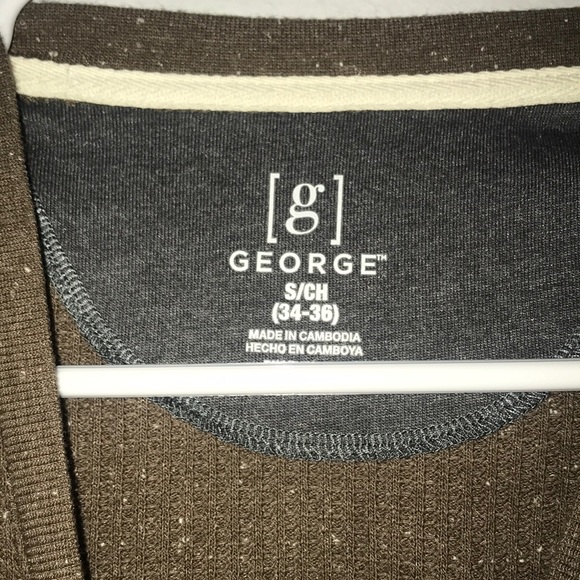 [g]
GEORGE™
S/CH
(34-36)
MADE IN CAMBODIA
HECHO EN CAMBOYA